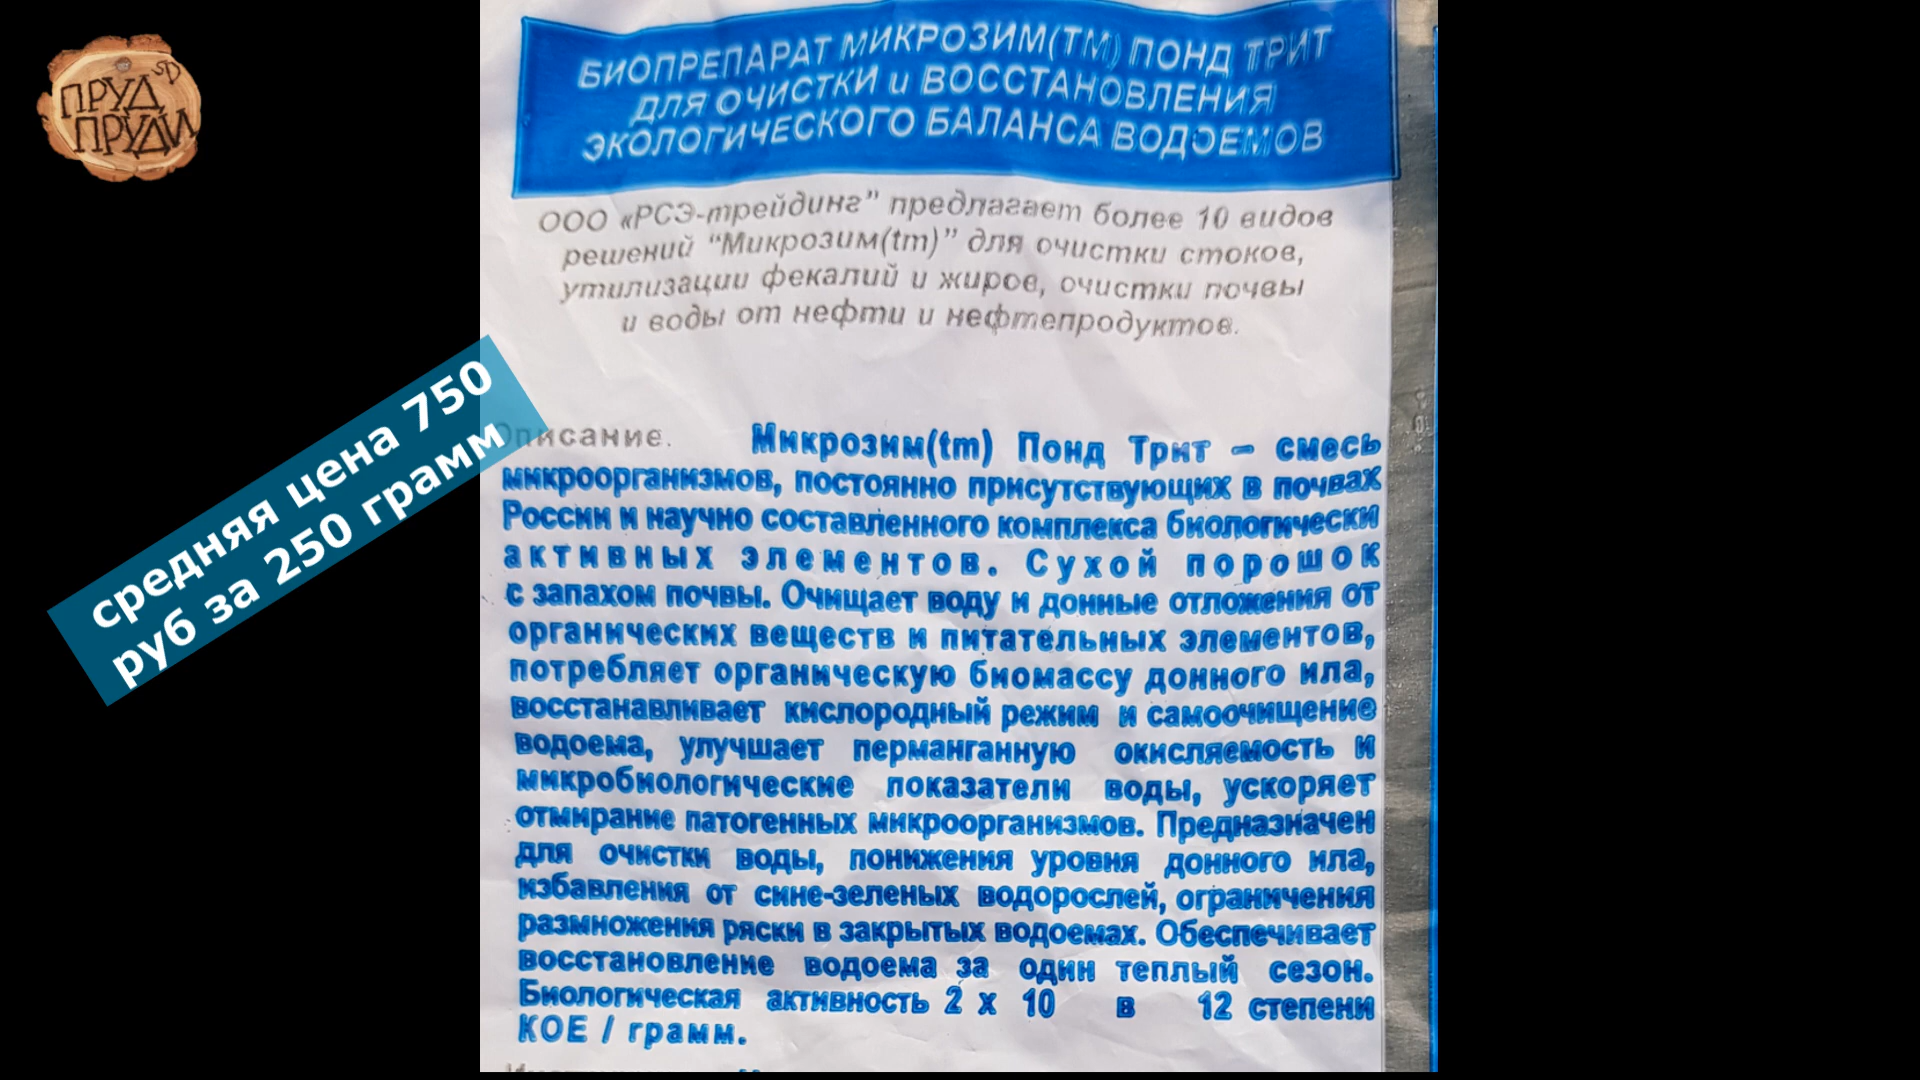 ПРУД SD
ПРУДИ
БИОПРЕПАРАТ МИКРОЗИМ(ТМ) ПОНД ТРИТ
ДЛЯ ОЧИСТКИ и ВОССТАНОВЛЕНИЯ
ЭКОЛОГИЧЕСКОГО БАЛАНСА ВОДОЕМОВ
ООО «РСЭ-трейдинг” предлагает более 10 видов
решений “Микрозим(tm)” для очистки стоков,
утилизации фекалий и жиров, очистки почвы
и воды от нефти и нефтепродуктов.
средняя цена 750
руб за 250 грамм
Описание. Микрозим(tm) Понд Трит – смесь
микроорганизмов, постоянно присутствующих в почвах
России и научно составленного комплекса биологически
активных элементов. Сухой порошок
с запахом почвы. Очищает воду и донные отложения от
органических веществ и питательных элементов,
потребляет органическую биомассу донного ила,
восстанавливает кислородный режим и самоочищение
водоема, улучшает перманганную окисляемость и
микробиологические показатели воды, ускоряет
отмирание патогенных микроорганизмов. Предназначен
для очистки воды, понижения уровня донного ила,
избавления от сине-зеленых водорослей, ограничения
размножения ряски в закрытых водоемах. Обеспечивает
восстановление водоема за один теплый сезон.
Биологическая активность 2 х 10 в 12 степени
КОЕ / грамм.